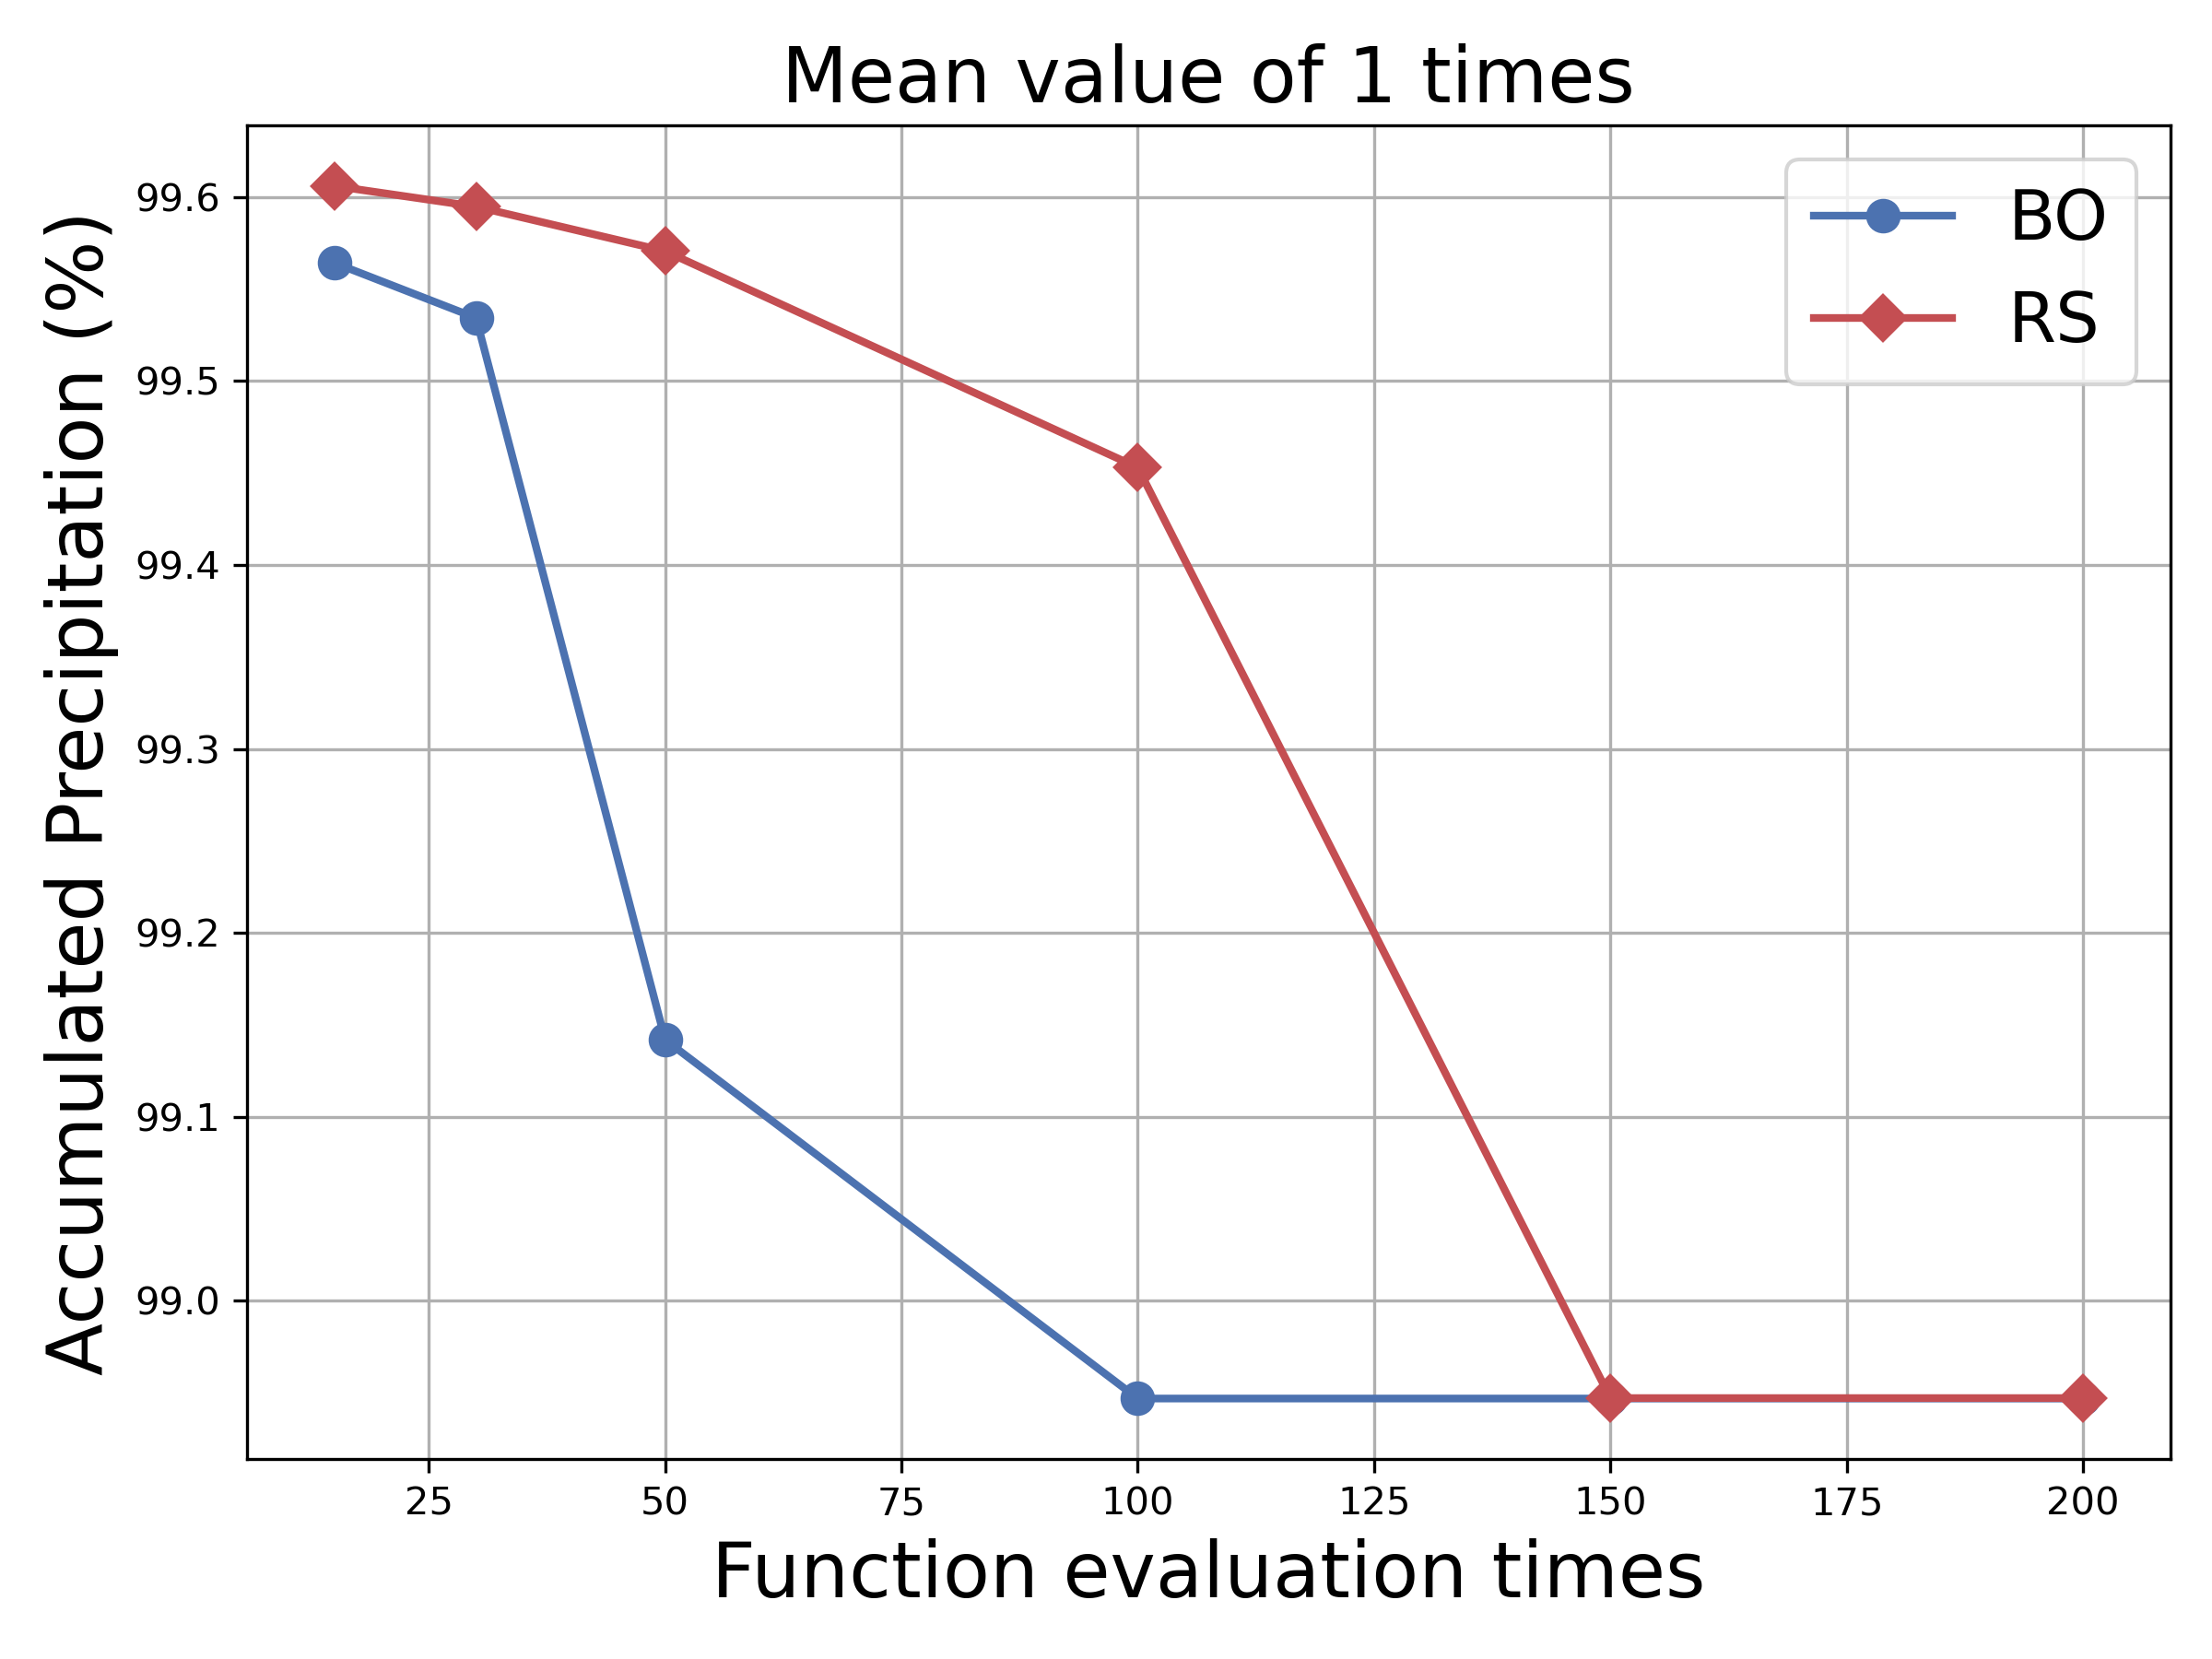 Mean value of 1 times
BO
RS
Accumulated Precipitation (%)
99.6
99.5
99.4
99.3
99.2
99.1
99.0
25 50 75 100 125 150 175 200
Function evaluation times